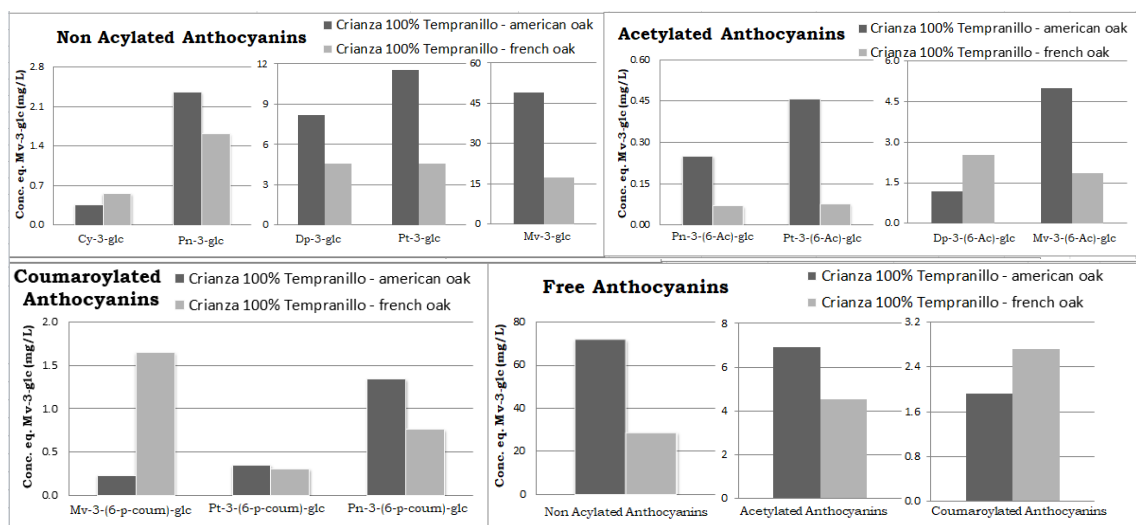 Non Acylated Anthocyanins
Crianza 100% Tempranillo - american oak
Crianza 100% Tempranillo - french oak
Conc. eq. Mv-3-glc (mg/L)
2.8
2.1
1.4
0.7
0.0
Cy-3-glc
Pn-3-glc
12
9
6
3
0
Dp-3-glc
Pt-3-glc
60
45
30
15
0
Mv-3-glc
Acetylated Anthocyanins
Crianza 100% Tempranillo - american oak
Crianza 100% Tempranillo - french oak
Conc. eq. Mv-3-glc (mg/L)
0.60
0.45
0.30
0.15
0.00
Pn-3-(6-Ac)-glc
Pt-3-(6-Ac)-glc
6.0
4.5
3.0
1.5
0.0
Dp-3-(6-Ac)-glc
Mv-3-(6-Ac)-glc
Coumaroylated
Anthocyanins
Crianza 100% Tempranillo - american oak
Crianza 100% Tempranillo - french oak
Conc. eq. Mv-3-glc (mg/L)
2.0
1.5
1.0
0.5
0.0
Mv-3-(6-p-coum)-glc
Pt-3-(6-p-coum)-glc
Pn-3-(6-p-coum)-glc
Free Anthocyanins
Crianza 100% Tempranillo - american oak
Crianza 100% Tempranillo - french oak
Conc. eq. Mv-3-glc (mg/L)
80
60
40
20
0
Non Acylated Anthocyanins
8
6
4
2
0
Acetylated Anthocyanins
3.2
2.4
1.6
0.8
0.0
Coumaroylated Anthocyanins